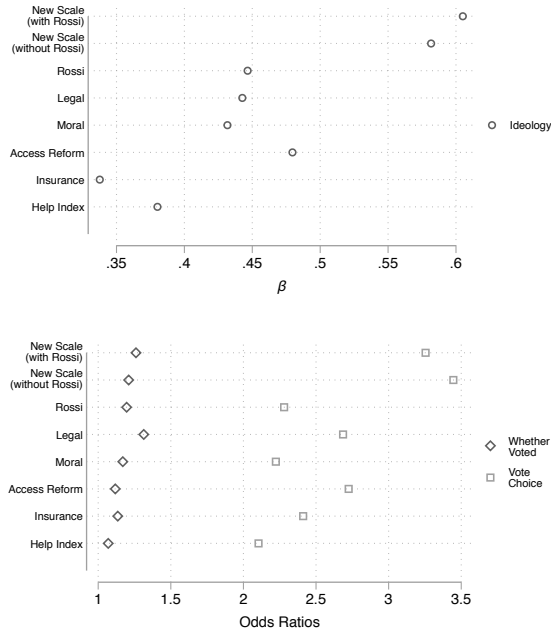 New Scale
(with Rossi)
New Scale
(without Rossi)
Rossi
Legal
Moral
Access Reform
Insurance
Help Index
Ideology
.35 .4 .45 .5 .55 .6
β
New Scale
(with Rossi)
New Scale
(without Rossi)
Rossi
Legal
Moral
Access Reform
Insurance
Help Index
Whether
Voted
Vote
Choice
1 1.5 2 2.5 3 3.5
Odds Ratios